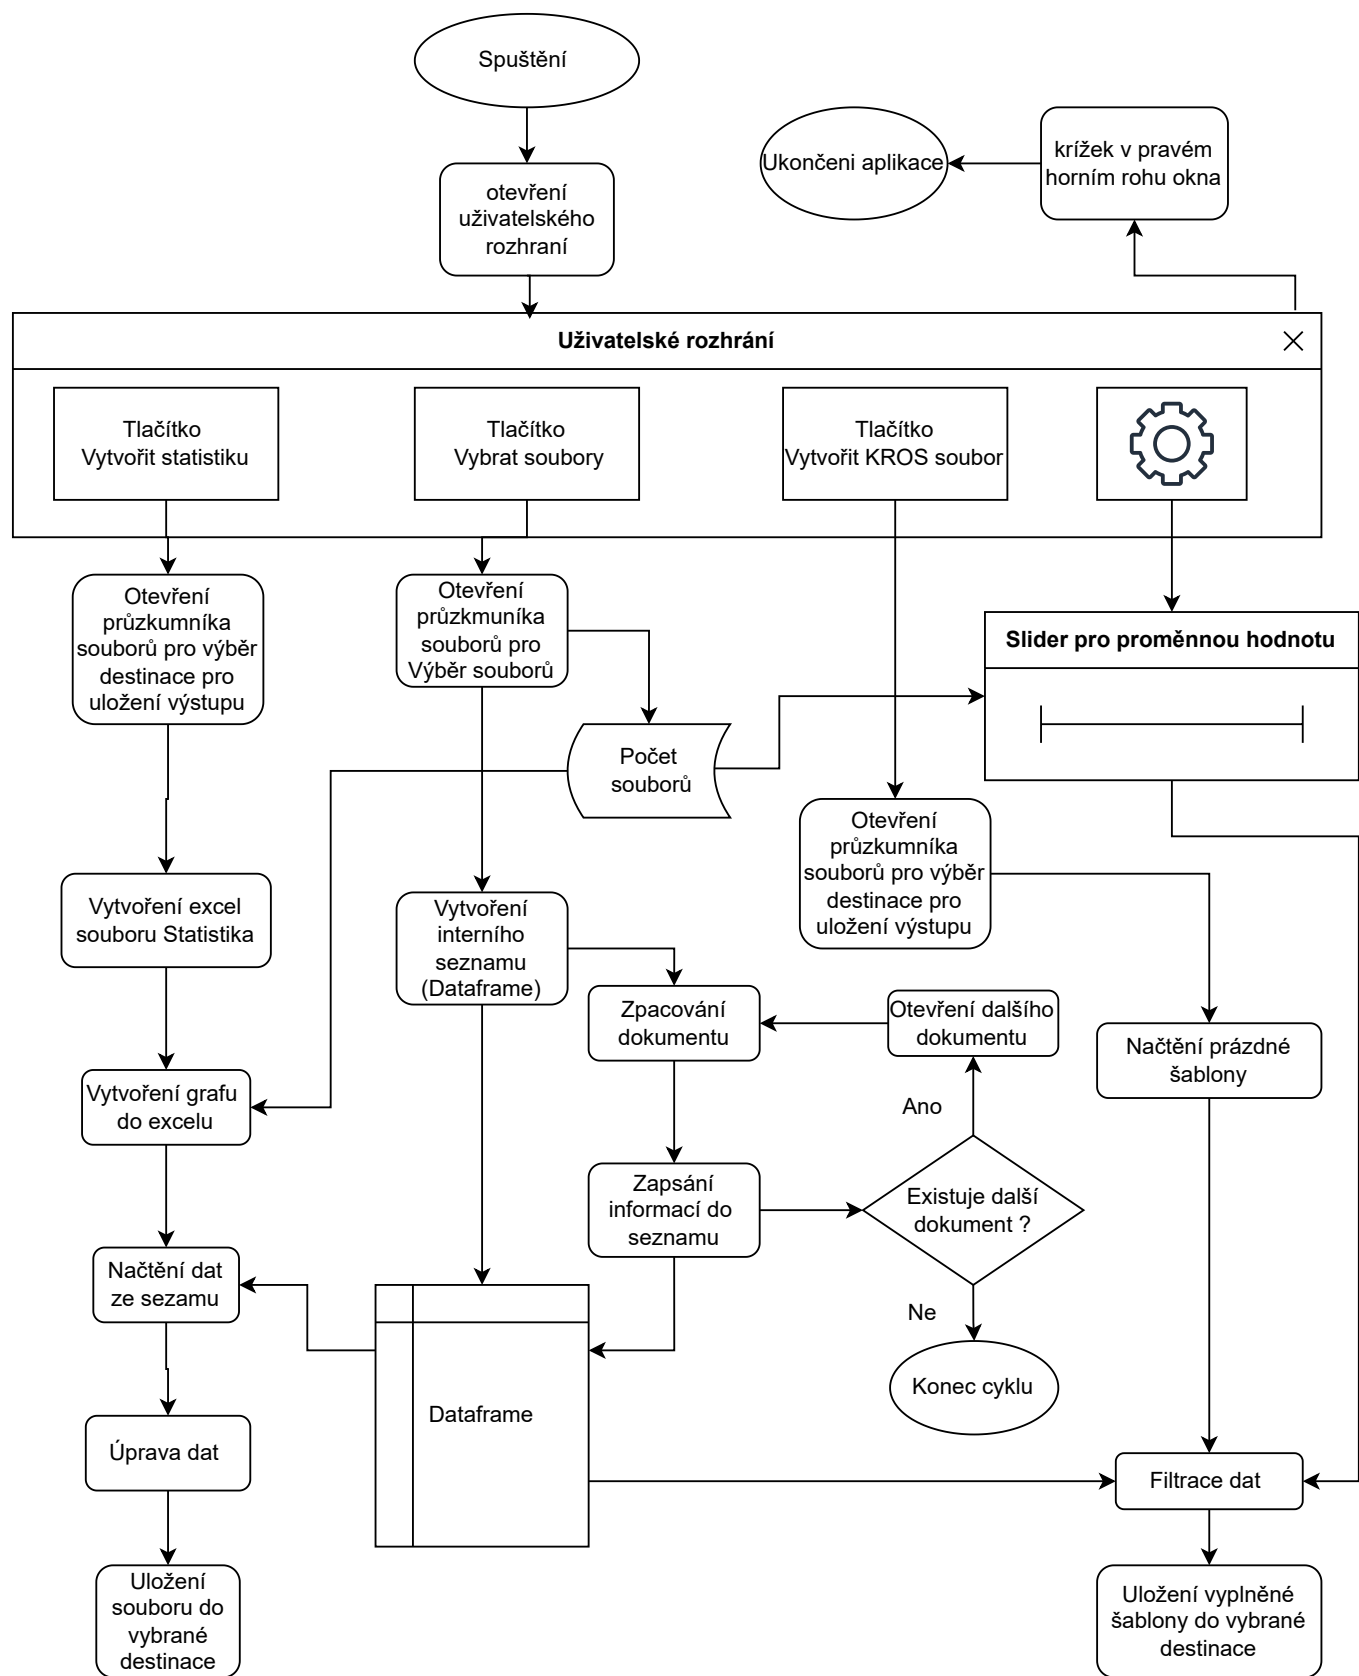 Spuštění
Ukončeni aplikace
krížek v pravém
horním rohu okna
otevření
uživatelského
rozhraní
Uživatelské rozhrání
Tlačítko
Vytvořit statistiku
Tlačítko
Vybrat soubory
Tlačítko
Vytvořit KROS soubor
Otevření
průzkumníka
souborů pro výběr
destinace pro
uložení výstupu
Otevření
průzkmuníka
souborů pro
Výběr souborů
Slider pro proměnnou hodnotu
Počet
souborů
Otevření
průzkumníka
souborů pro výběr
destinace pro
uložení výstupu
Vytvoření excel
souboru Statistika
Vytvoření
interního
seznamu
(Dataframe)
Zpacování
dokumentu
Otevření dalšího
dokumentu
Načtění prázdné
šablony
Vytvoření grafu
do excelu
Ano
Zapsání
informací do
seznamu
Existuje další
dokument ?
Načtění dat
ze sezamu
Ne
Konec cyklu
Dataframe
Úprava dat
Filtrace dat
Uložení
souboru do
vybrané
destinace
Uložení vyplněné
šablony do vybrané
destinace